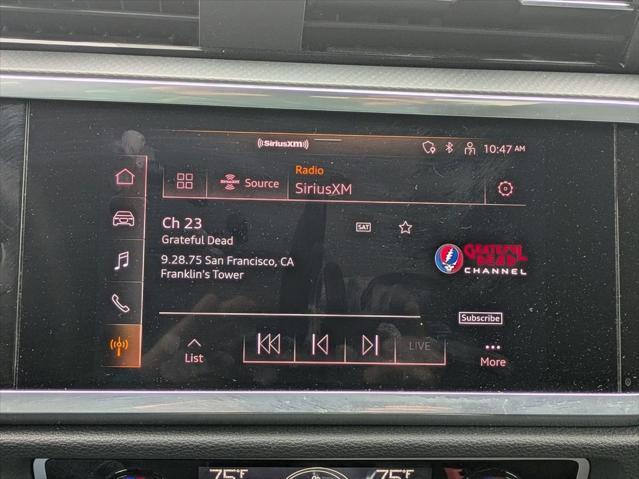 ((SiriusXM))
10:47 AM
Radio
SIRIUSXM Source
SiriusXM
Ch 23
SAT
Grateful Dead
9.28.75 San Francisco, CA
Franklin's Tower
GRATEFUL
DEAD
CHANNEL
Subscribe
List
LIVE
More
75°F 75°F